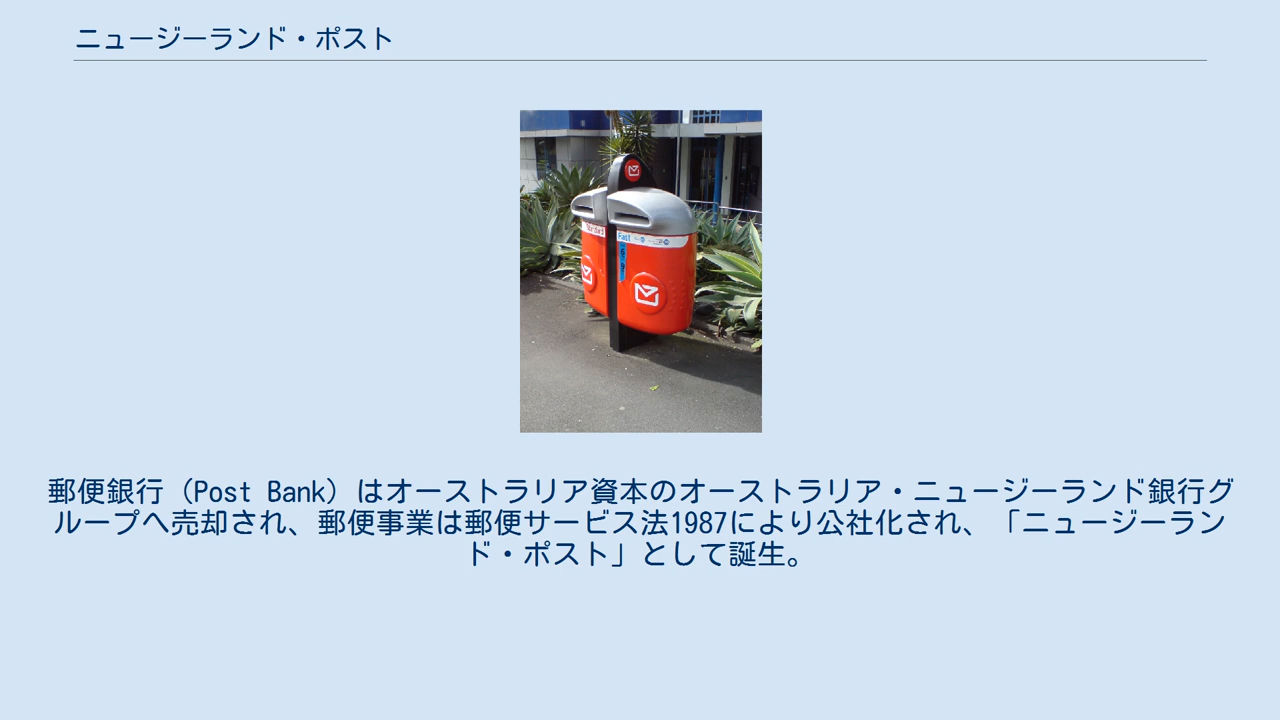 ニュージーランド・ポスト
Standard
Fast
郵便銀行（Post Bank）はオーストラリア資本のオーストラリア・ニュージーランド銀行グ
ループへ売却され、郵便事業は郵便サービス法1987により公社化され、「ニュージーラン
ド・ポスト」として誕生。